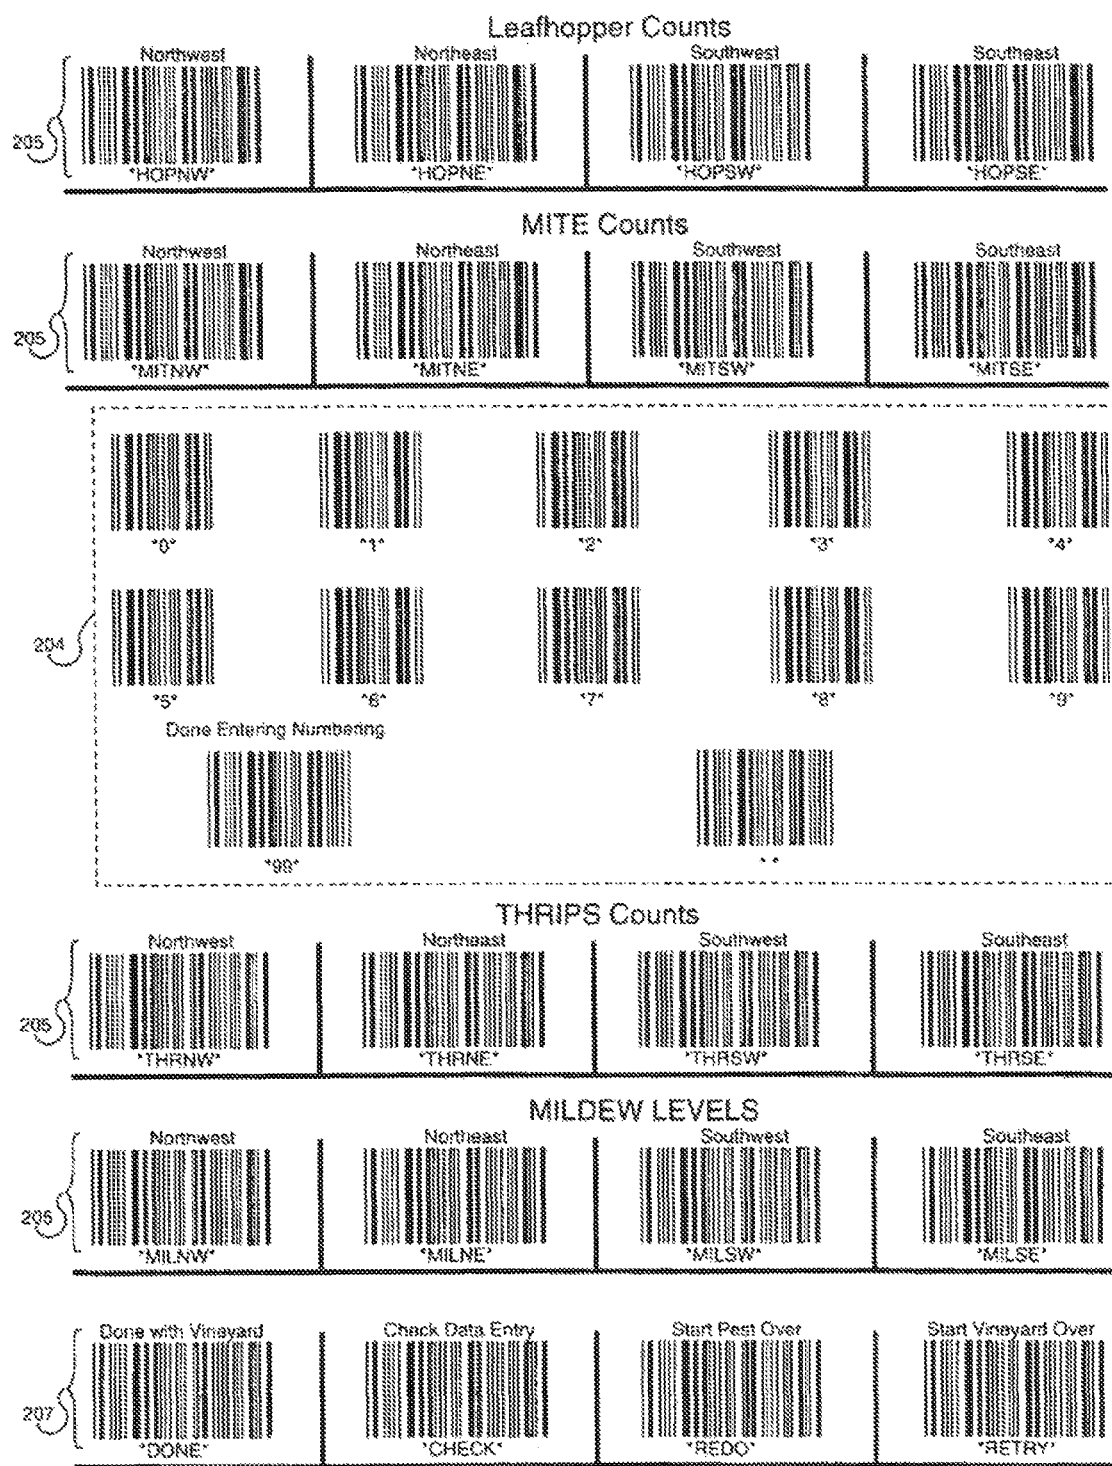 Leafhopper Counts
Northwest Northeast Southwest Southeast
205
*HOPNW* *HOPNE* *HOPSW* *HOPSE*
MITE Counts
Northwest Northeast Southwest Southeast
205
*MITNW* *MITNE* *MITSW* *MITSE*
*0* *1* *2* *3* *4*
204
*5* *6* *7* *8* *9*
Done Entering Numbering
*99* *.*
THRIPS Counts
Northwest Northeast Southwest Southeast
205
*THRNW* *THRNE* *THRSW* *THRSE*
MILDEW LEVELS
Northwest Northeast Southwest Southeast
205
*MILNW* *MILNE* *MILSW* *MILSE*
Done with Vineyard Check Data Entry Start Pest Over Start Vineyard Over
207
*DONE* *CHECK* *REDO* *RETRY*